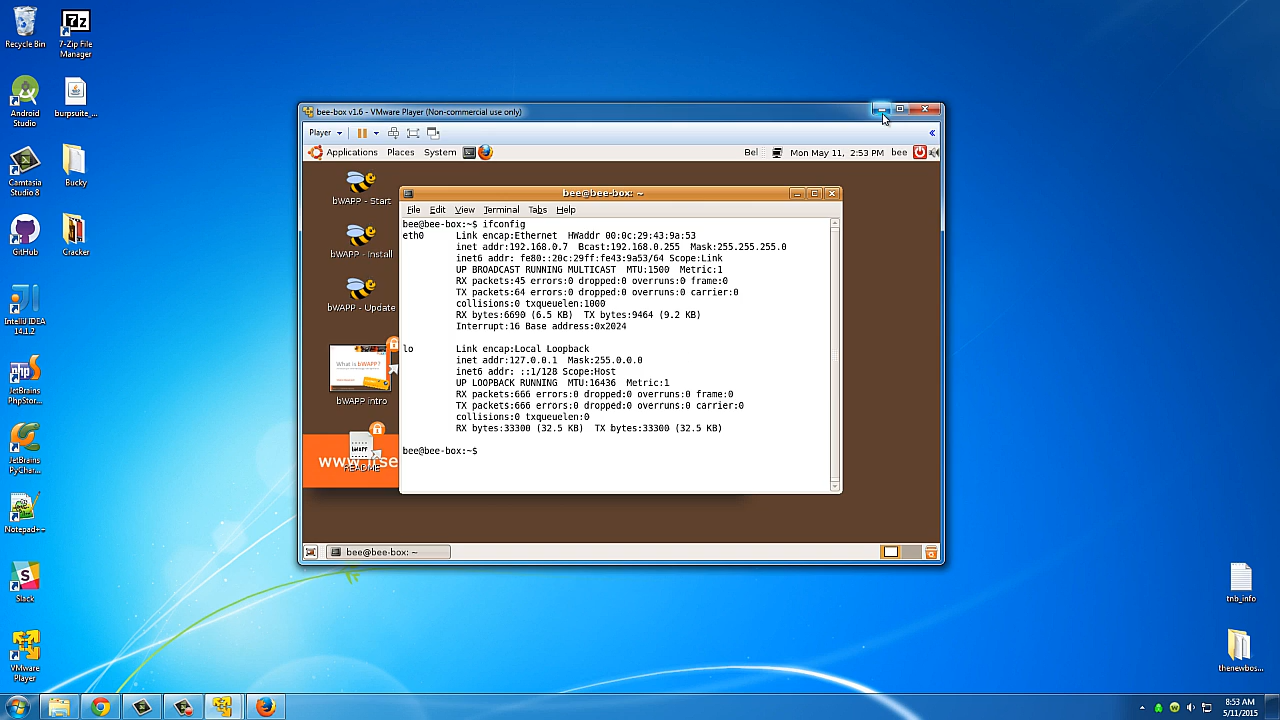 Recycle Bin
7-Zip File Manager
Android Studio
burpsuite_...
Camtasia Studio 8
Bucky
GitHub
Cracker
IntelliJ IDEA 14.1.2
JetBrains PhpStor...
JetBrains PyChar...
Notepad++
Slack
VMware Player
tnb_info
thenewbos...
bee-box v1.6 - VMware Player (Non-commercial use only)
Player
Applications Places System
Bel Mon May 11, 2:53 PM bee
bWAPP - Start
bWAPP - Install
bWAPP - Update
What is bWAPP?
bWAPP intro
bWAPP
README
bee@bee-box: ~
File Edit View Terminal Tabs Help
bee@bee-box:~$ ifconfig
eth0 Link encap:Ethernet HWaddr 00:0c:29:43:9a:53
inet addr:192.168.0.7 Bcast:192.168.0.255 Mask:255.255.255.0
inet6 addr: fe80::20c:29ff:fe43:9a53/64 Scope:Link
UP BROADCAST RUNNING MULTICAST MTU:1500 Metric:1
RX packets:45 errors:0 dropped:0 overruns:0 frame:0
TX packets:64 errors:0 dropped:0 overruns:0 carrier:0
collisions:0 txqueuelen:1000
RX bytes:6690 (6.5 KB) TX bytes:9464 (9.2 KB)
Interrupt:16 Base address:0x2024
lo Link encap:Local Loopback
inet addr:127.0.0.1 Mask:255.0.0.0
inet6 addr: ::1/128 Scope:Host
UP LOOPBACK RUNNING MTU:16436 Metric:1
RX packets:666 errors:0 dropped:0 overruns:0 frame:0
TX packets:666 errors:0 dropped:0 overruns:0 carrier:0
collisions:0 txqueuelen:0
RX bytes:33300 (32.5 KB) TX bytes:33300 (32.5 KB)
bee@bee-box:~$
bee@bee-box: ~
8:53 AM
5/11/2015